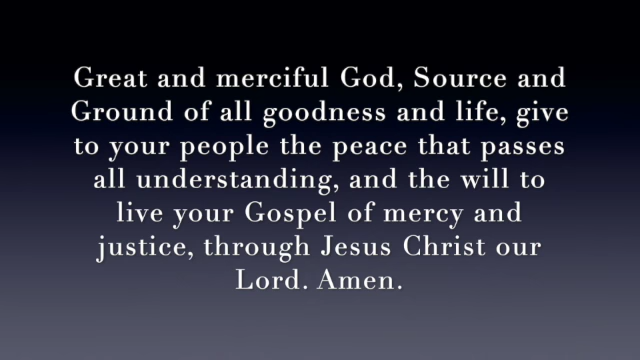 Great and merciful God, Source and
Ground of all goodness and life, give
to your people the peace that passes
all understanding, and the will to
live your Gospel of mercy and
justice, through Jesus Christ our
Lord. Amen.